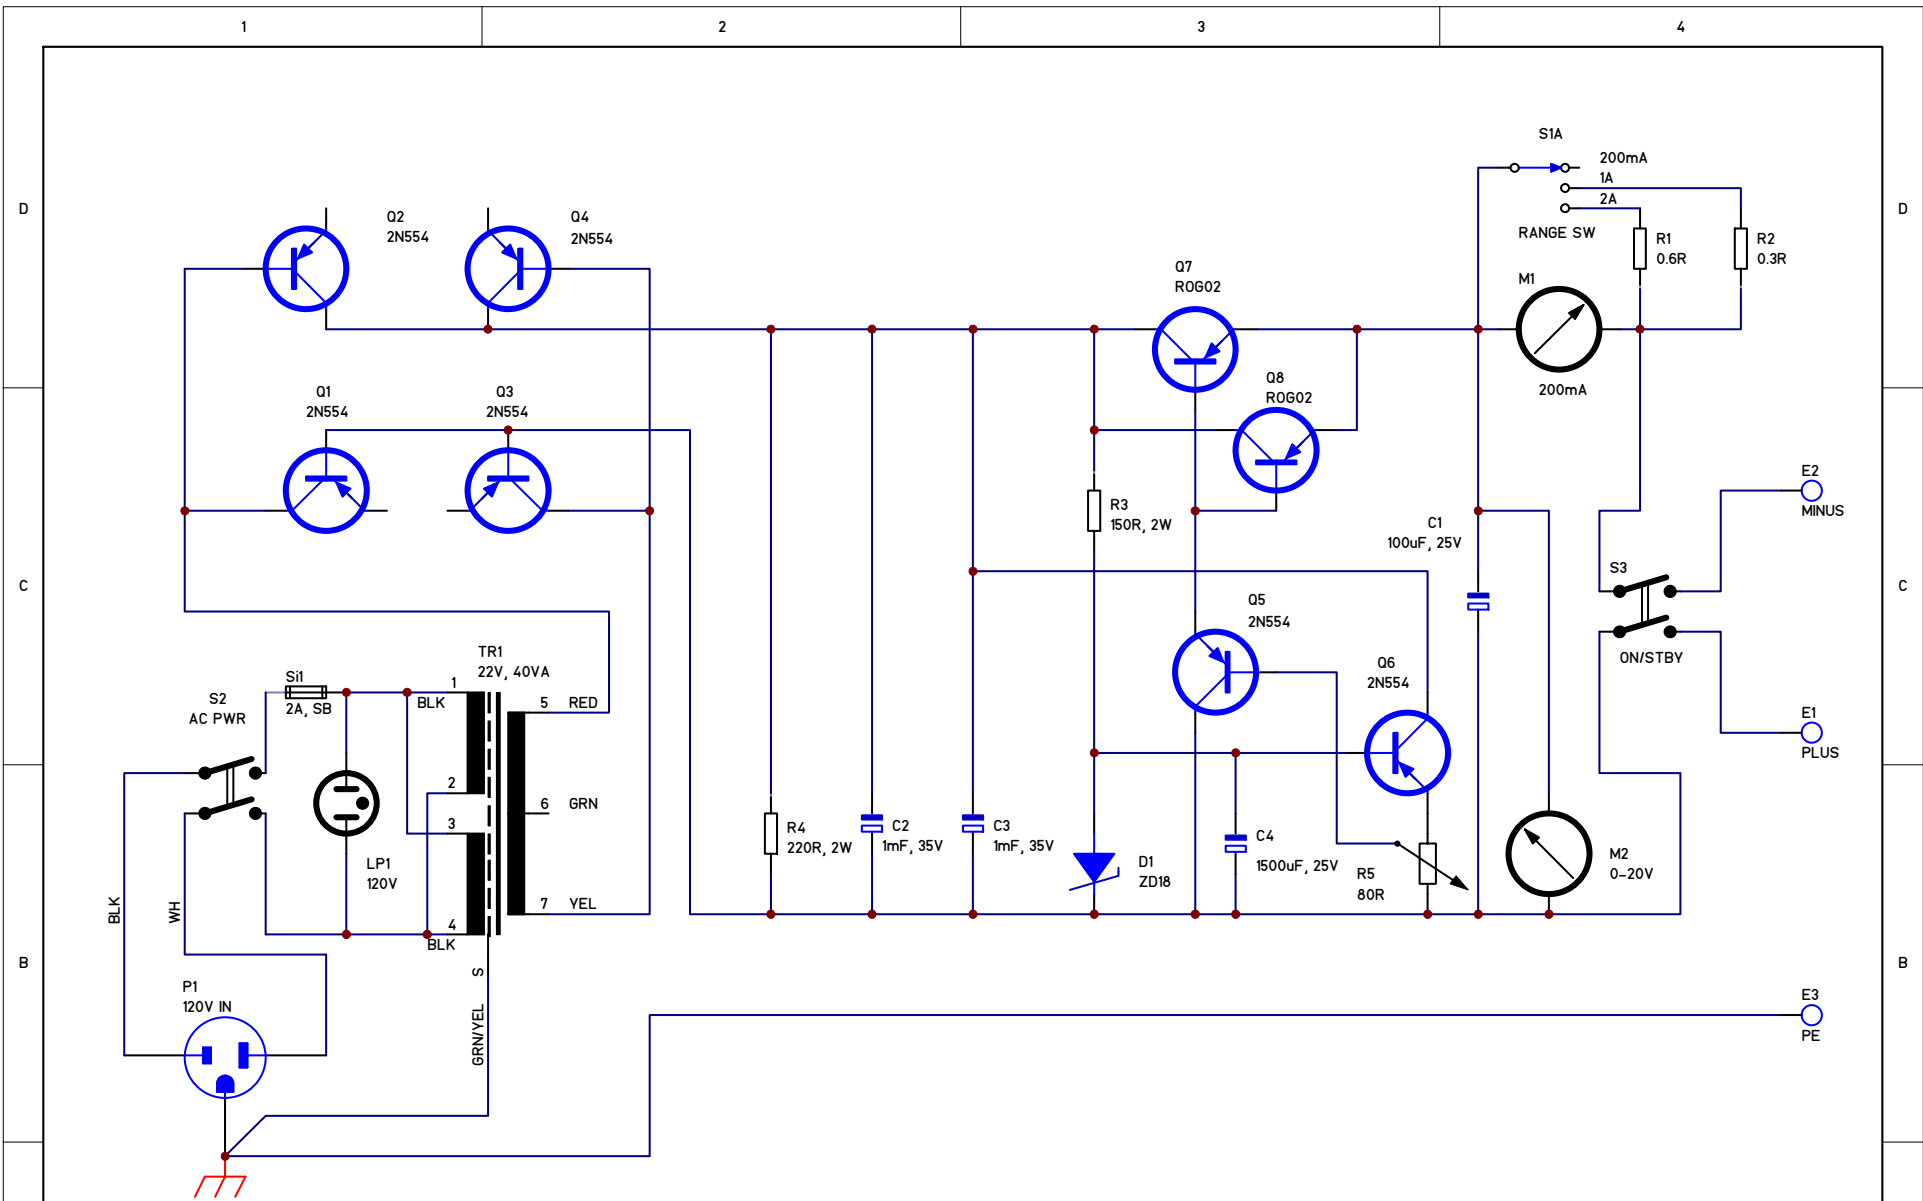 1
2
3
4
D
D
S1A
200mA
1A
2A
RANGE SW
R1
0.6R
R2
0.3R
Q2
2N554
Q4
2N554
Q7
ROG02
M1
200mA
Q1
2N554
Q3
2N554
Q8
ROG02
R3
150R, 2W
C1
100uF, 25V
E2
MINUS
S3
ON/STBY
C
C
Q5
2N554
Q6
2N554
TR1
22V, 40VA
Si1
2A, SB
S2
AC PWR
1
BLK
5
RED
2
6
GRN
3
4
BLK
7
YEL
LP1
120V
E1
PLUS
R4
220R, 2W
C2
1mF, 35V
C3
1mF, 35V
D1
ZD18
C4
1500uF, 25V
R5
80R
M2
0-20V
BLK
WH
S
GRN/YEL
B
B
P1
120V IN
E3
PE